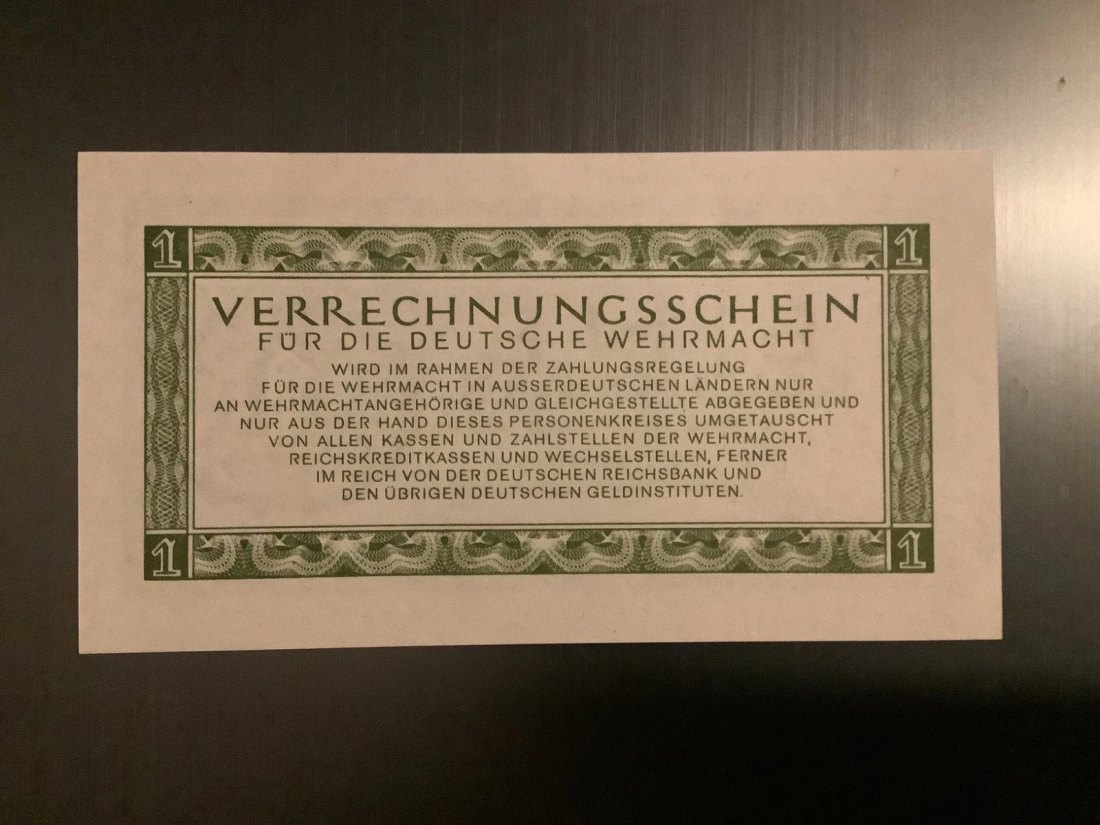 1 1
VERRECHNUNGSSCHEIN
FÜR DIE DEUTSCHE WEHRMACHT
WIRD IM RAHMEN DER ZAHLUNGSREGELUNG
FÜR DIE WEHRMACHT IN AUSSERDEUTSCHEN LÄNDERN NUR
AN WEHRMACHTANGEHÖRIGE UND GLEICHGESTELLTE ABGEGEBEN UND
NUR AUS DER HAND DIESES PERSONENKREISES UMGETAUSCHT
VON ALLEN KASSEN UND ZAHLSTELLEN DER WEHRMACHT,
REICHSKREDITKASSEN UND WECHSELSTELLEN, FERNER
IM REICH VON DER DEUTSCHEN REICHSBANK UND
DEN ÜBRIGEN DEUTSCHEN GELDINSTITUTEN.
1 1